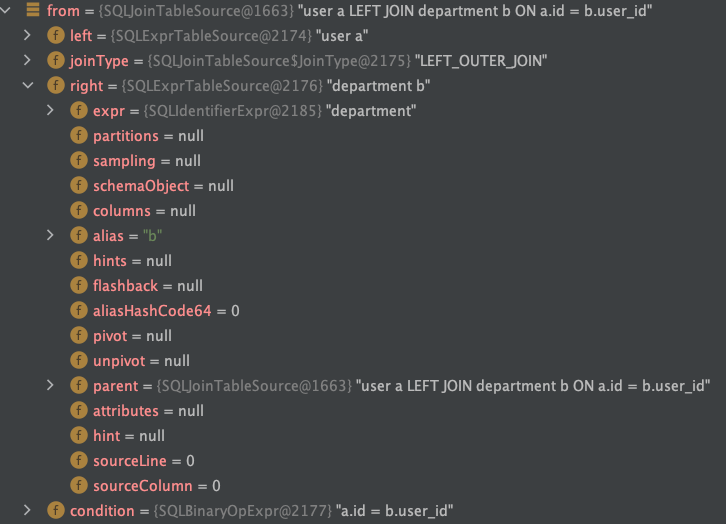 from = {SQLJoinTableSource@1663} "user a LEFT JOIN department b ON a.id = b.user_id"
f left = {SQLExprTableSource@2174} "user a"
f joinType = {SQLJoinTableSource$JoinType@2175} "LEFT_OUTER_JOIN"
f right = {SQLExprTableSource@2176} "department b"
f expr = {SQLIdentifierExpr@2185} "department"
f partitions = null
f sampling = null
f schemaObject = null
f columns = null
f alias = "b"
f hints = null
f flashback = null
f aliasHashCode64 = 0
f pivot = null
f unpivot = null
f parent = {SQLJoinTableSource@1663} "user a LEFT JOIN department b ON a.id = b.user_id"
f attributes = null
f hint = null
f sourceLine = 0
f sourceColumn = 0
f condition = {SQLBinaryOpExpr@2177} "a.id = b.user_id"